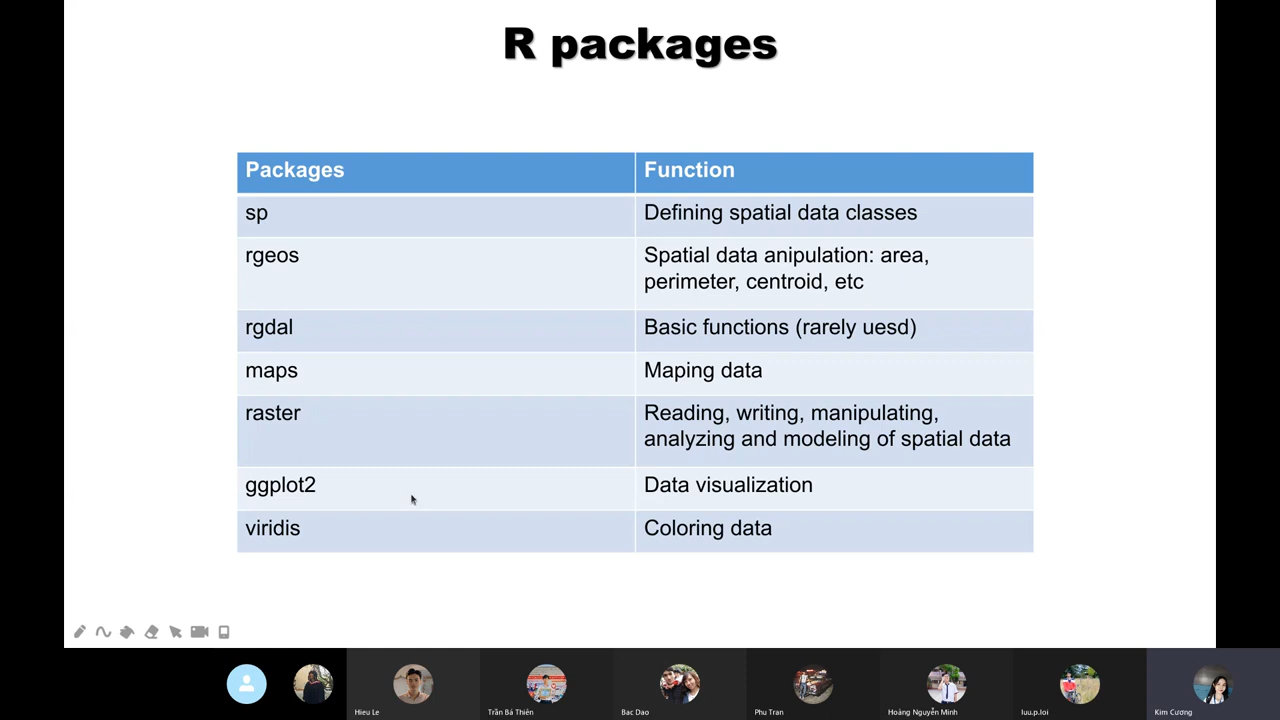 R packages
Packages Function
sp Defining spatial data classes
rgeos Spatial data anipulation: area,
perimeter, centroid, etc
rgdal Basic functions (rarely uesd)
maps Maping data
raster Reading, writing, manipulating,
analyzing and modeling of spatial data
ggplot2 Data visualization
viridis Coloring data
Hieu Le Trần Bá Thiên Bac Dao Phu Tran Hoàng Nguyễn Minh luu.p.loi Kim Cương